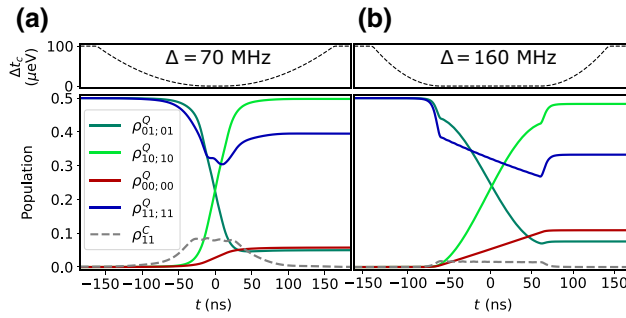 (a) (b)
Δt_c (μeV)
100
0
Δ = 70 MHz Δ = 160 MHz
Population
0.5
0.4
0.3
0.2
0.1
0.0
ρ^Q_{01;01}
ρ^Q_{10;10}
ρ^Q_{00;00}
ρ^Q_{11;11}
ρ^C_{11}
−150 −100 −50 0 50 100 150 −150 −100 −50 0 50 100 150
t (ns) t (ns)